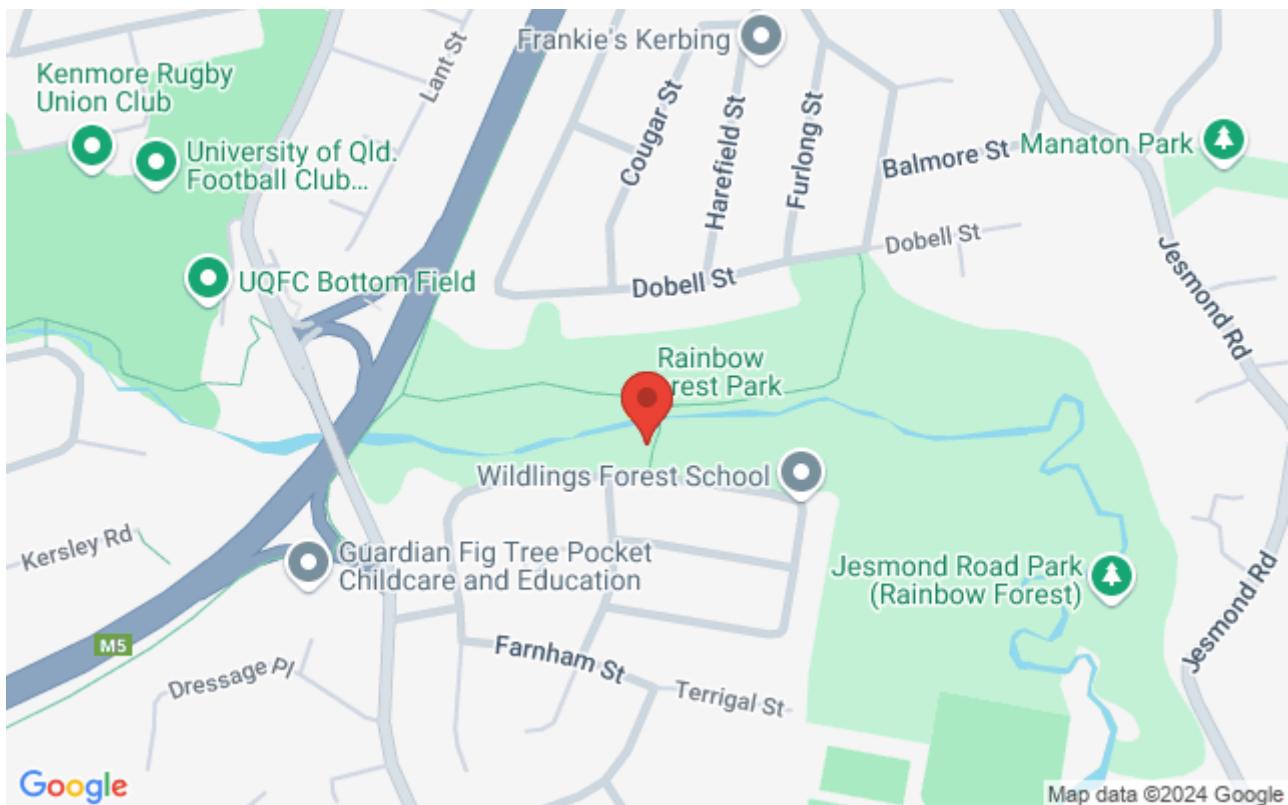 Frankie's Kerbing
Lant St
Kenmore Rugby
Union Club
University of Qld.
Football Club...
Cougar St
Harefield St
Furlong St
Balmore St
Manaton Park
Dobell St
UQFC Bottom Field
Dobell St
Jesmond Rd
Rainbow
Park
Wildlings Forest School
Kersley Rd
Guardian Fig Tree Pocket
Childcare and Education
Jesmond Road Park
(Rainbow Forest)
Jesmond Rd
M5
Farnham St
Dressage Pl
Terrigal St
Google
Map data ©2024 Google